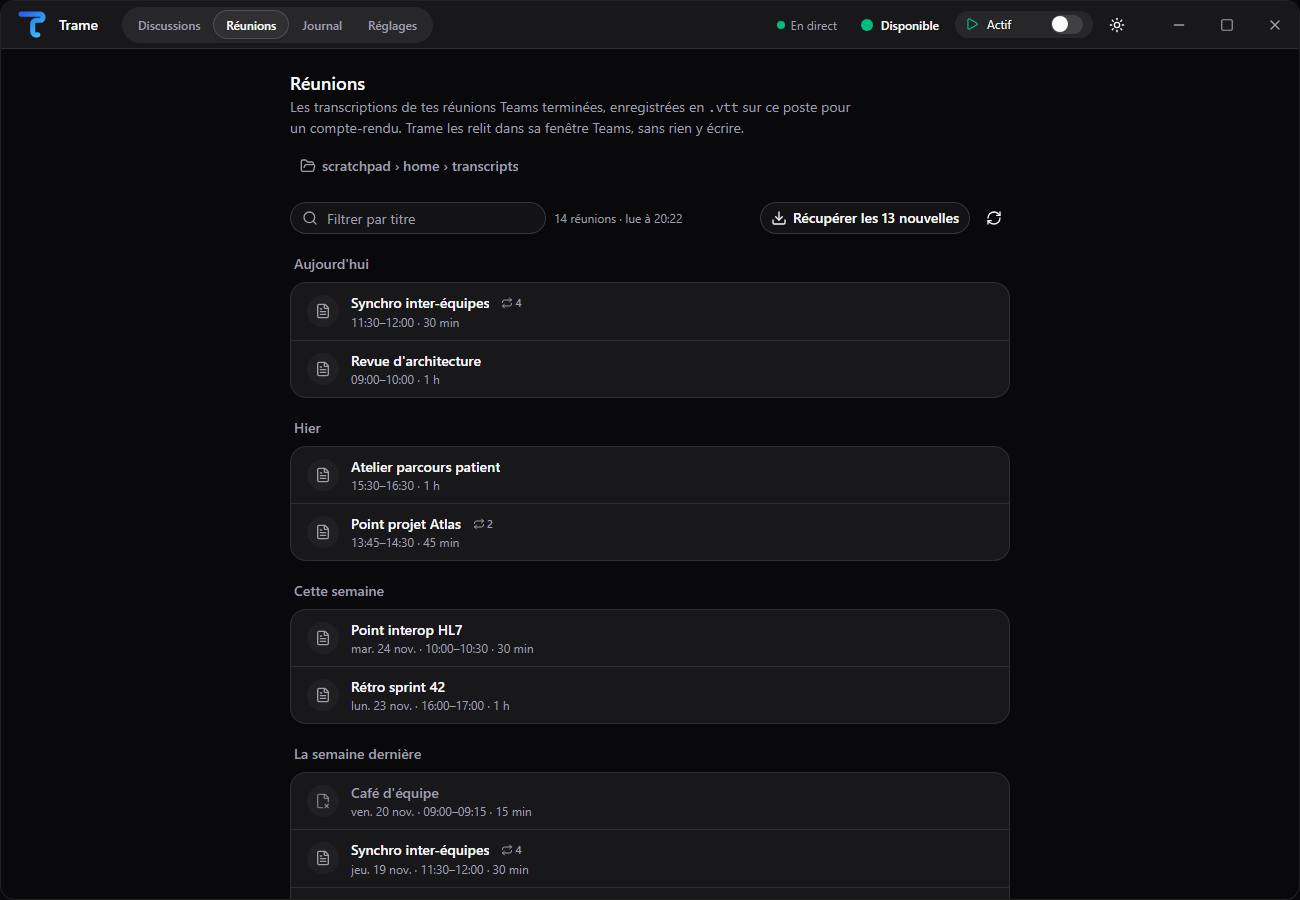 Trame
Discussions
Réunions
Journal
Réglages
En direct
Disponible
Actif
Réunions
Les transcriptions de tes réunions Teams terminées, enregistrées en .vtt sur ce poste pour
un compte-rendu. Trame les relit dans sa fenêtre Teams, sans rien y écrire.
scratchpad › home › transcripts
Filtrer par titre
14 réunions · lue à 20:22
Récupérer les 13 nouvelles
Aujourd'hui
Synchro inter-équipes 4
11:30–12:00 · 30 min
Revue d'architecture
09:00–10:00 · 1 h
Hier
Atelier parcours patient
15:30–16:30 · 1 h
Point projet Atlas 2
13:45–14:30 · 45 min
Cette semaine
Point interop HL7
mar. 24 nov. · 10:00–10:30 · 30 min
Rétro sprint 42
lun. 23 nov. · 16:00–17:00 · 1 h
La semaine dernière
Café d'équipe
ven. 20 nov. · 09:00–09:15 · 15 min
Synchro inter-équipes 4
jeu. 19 nov. · 11:30–12:00 · 30 min